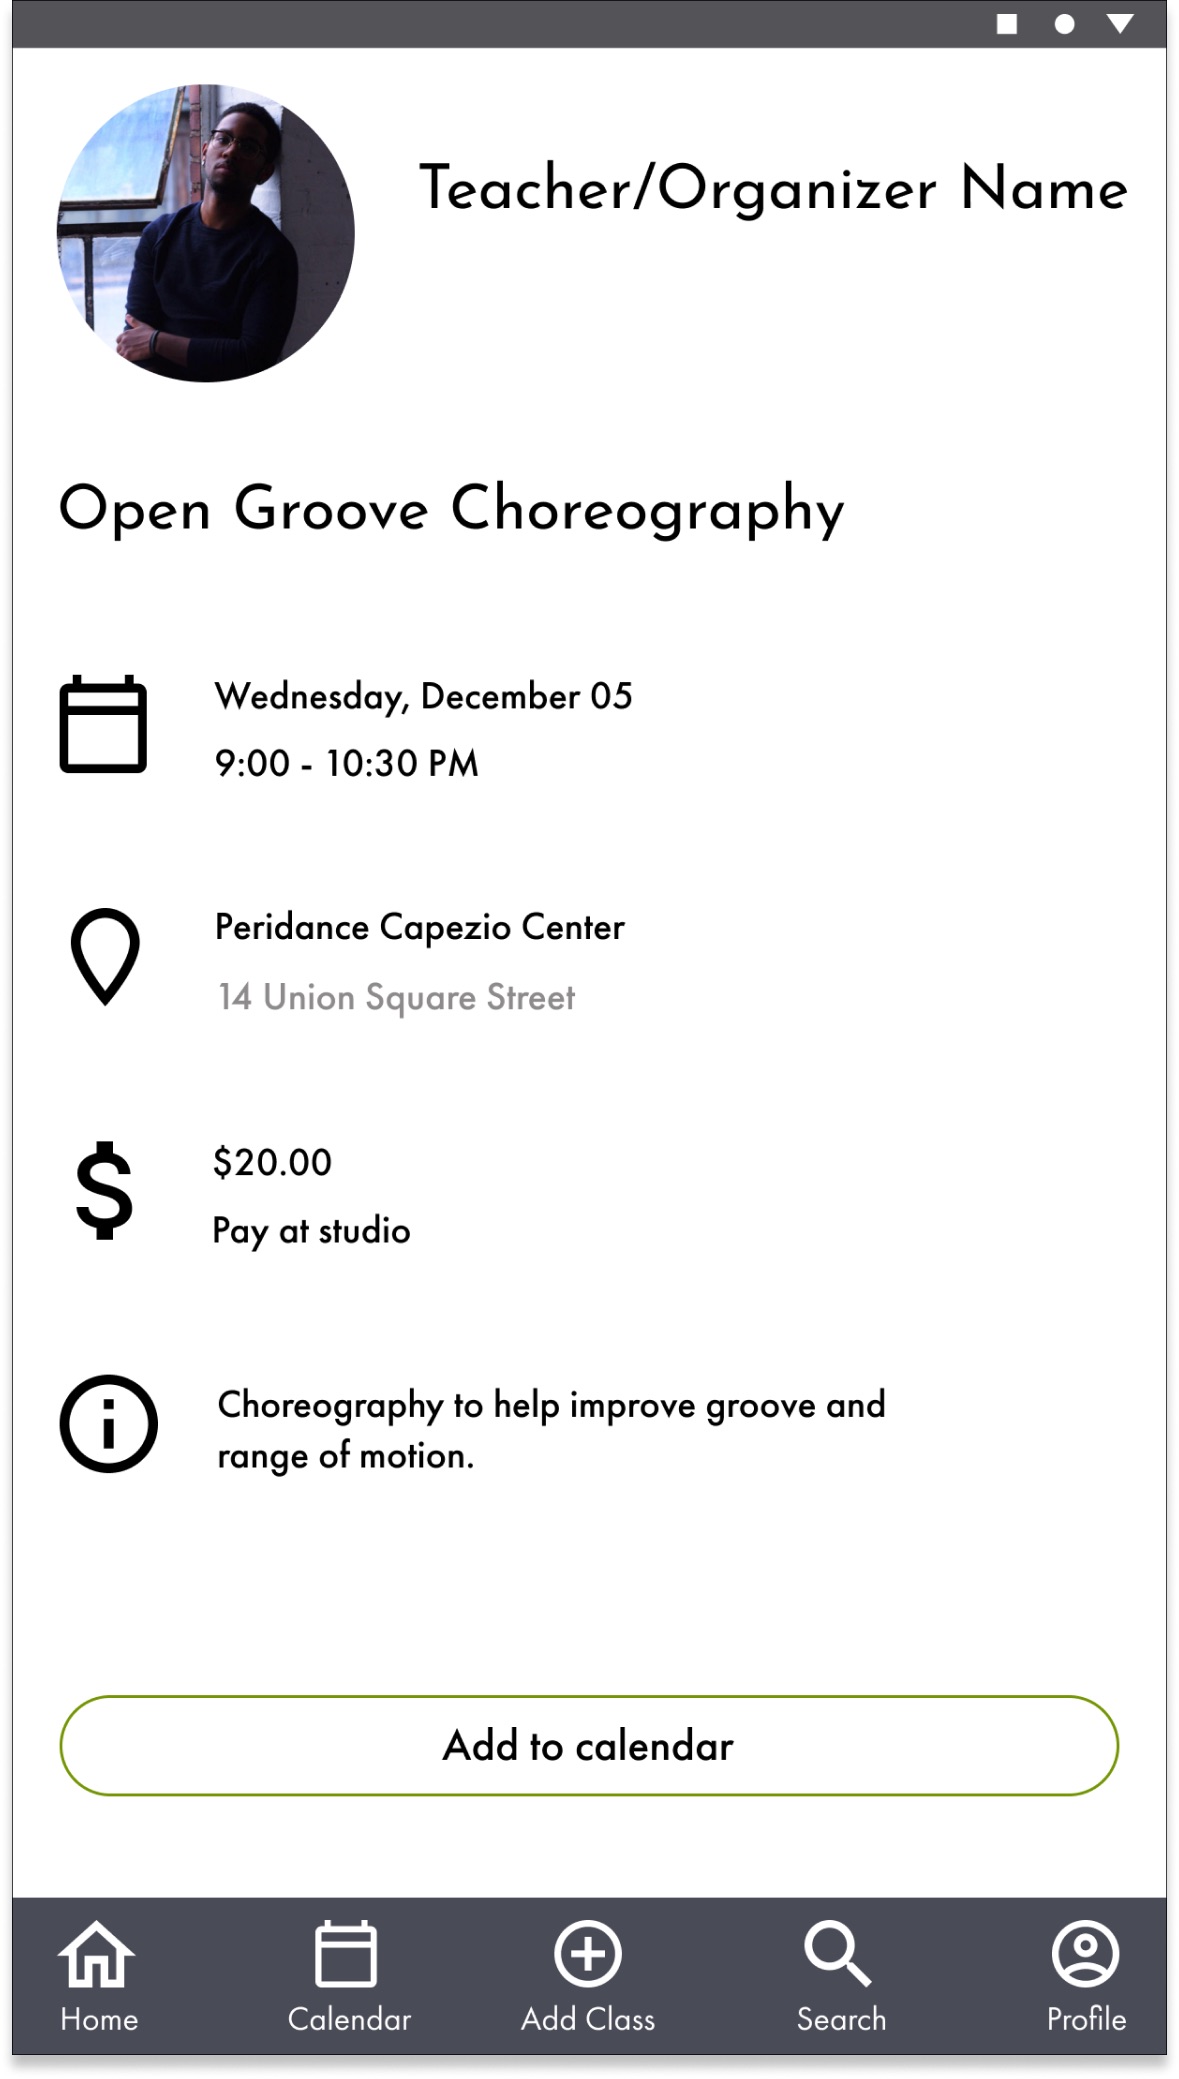 Teacher/Organizer Name
Open Groove Choreography
Wednesday, December 05
9:00 - 10:30 PM
Peridance Capezio Center
14 Union Square Street
$20.00
Pay at studio
Choreography to help improve groove and
range of motion.
Add to calendar
Home
Calendar
Add Class
Search
Profile